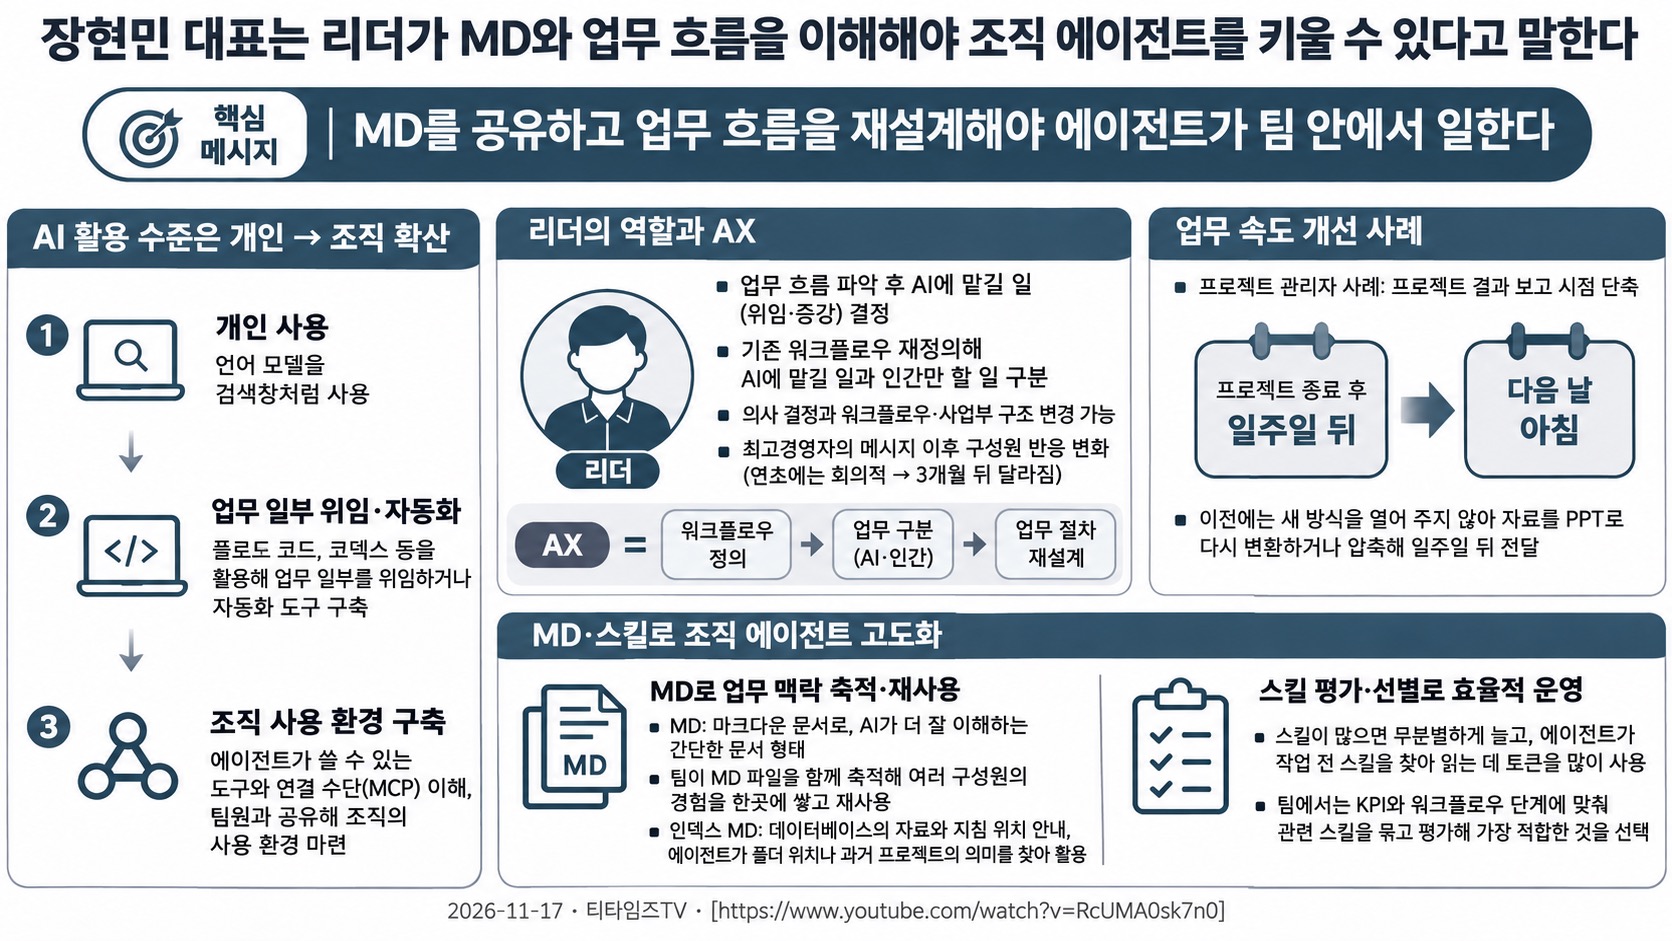 장현민 대표는 리더가 MD와 업무 흐름을 이해해야 조직 에이전트를 키울 수 있다고 말한다
핵심
메시지
MD를 공유하고 업무 흐름을 재설계해야 에이전트가 팀 안에서 일한다
AI 활용 수준은 개인 → 조직 확산
1
개인 사용
언어 모델을
검색창처럼 사용
2
업무 일부 위임·자동화
플로도 코드, 코덱스 동을
활용해 업무 일부를 위임하거나
자동화 도구 구축
3
조직 사용 환경 구축
에이전트가 쓸 수 있는
도구와 연결 수단(MCP) 이해,
팀원과 공유해 조직의
사용 환경 마련
리더의 역할과 AX
리더
업무 흐름 파악 후 AI에 맡길 일
(위임·증강) 결정
기존 워크플로우 재정의해
AI에 맡길 일과 인간만 할 일 구분
의사 결정과 워크플로우·사업부 구조 변경 가능
최고경영자의 메시지 이후 구성원 반응 변화
(연초에는 회의적 → 3개월 뒤 달라짐)
AX
=
워크플로우
정의
업무 구분
(AI·인간)
업무 절차
재설계
업무 속도 개선 사례
프로젝트 관리자 사례: 프로젝트 결과 보고 시점 단축
프로젝트 종료 후
일주일 뒤
다음 날
아침
이전에는 새 방식을 열어 주지 않아 자료를 PPT로
다시 변환하거나 압축해 일주일 뒤 전달
MD·스킬로 조직 에이전트 고도화
MD
MD로 업무 맥락 축적·재사용
MD: 마크다운 문서로, AI가 더 잘 이해하는
간단한 문서 형태
팀이 MD 파일을 함께 축적해 여러 구성원의
경험을 한곳에 쌓고 재사용
인덱스 MD: 데이터베이스의 자료와 지침 위치 안내,
에이전트가 폴더 위치나 과거 프로젝트의 의미를 찾아 활용
스킬 평가·선별로 효율적 운영
스킬이 많으면 무분별하게 늘고, 에이전트가
작업 전 스킬을 찾아 읽는 데 토큰을 많이 사용
팀에서는 KPI와 워크플로우 단계에 맞춰
관련 스킬을 묶고 평가해 가장 적합한 것을 선택
2026-11-17 · 티타임즈TV · [https://www.youtube.com/watch?v=RcUMA0sk7n0]